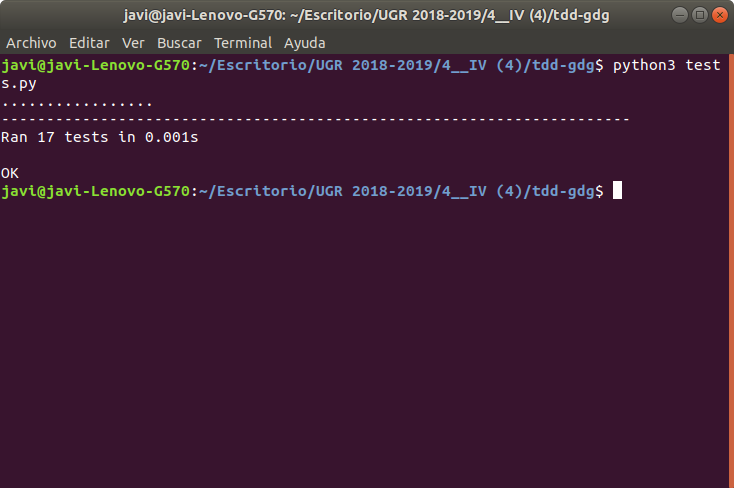 javi@javi-Lenovo-G570: ~/Escritorio/UGR 2018-2019/4__IV (4)/tdd-gdg
Archivo Editar Ver Buscar Terminal Ayuda
javi@javi-Lenovo-G570:~/Escritorio/UGR 2018-2019/4__IV (4)/tdd-gdg$ python3 test
s.py
.................
----------------------------------------------------------------------
Ran 17 tests in 0.001s
OK
javi@javi-Lenovo-G570:~/Escritorio/UGR 2018-2019/4__IV (4)/tdd-gdg$